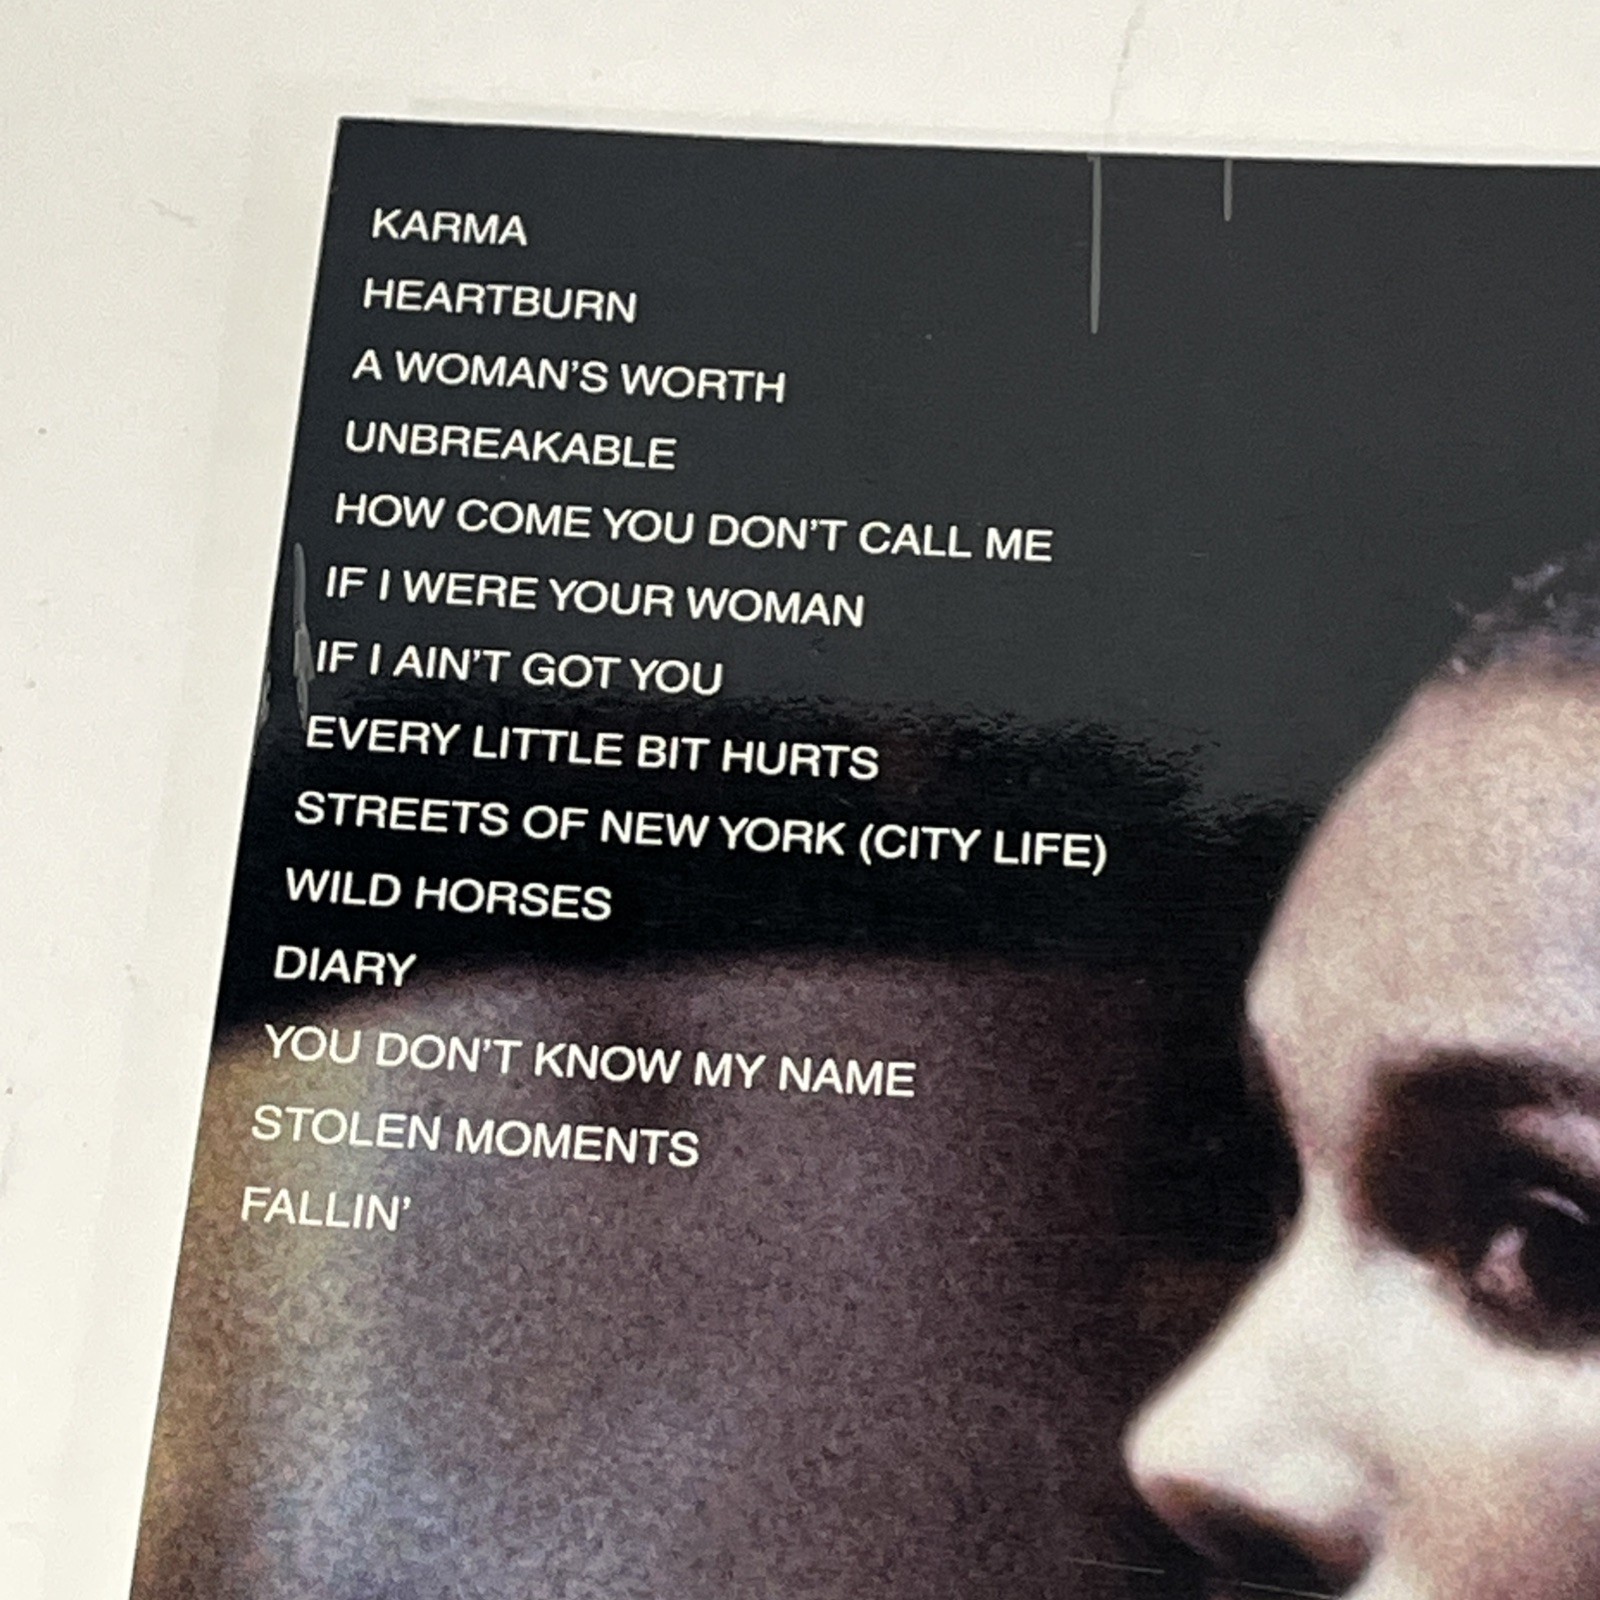 KARMA
HEARTBURN
A WOMAN'S WORTH
UNBREAKABLE
HOW COME YOU DON'T CALL ME
IF I WERE YOUR WOMAN
IF I AIN'T GOT YOU
EVERY LITTLE BIT HURTS
STREETS OF NEW YORK (CITY LIFE)
WILD HORSES
DIARY
YOU DON'T KNOW MY NAME
STOLEN MOMENTS
FALLIN'